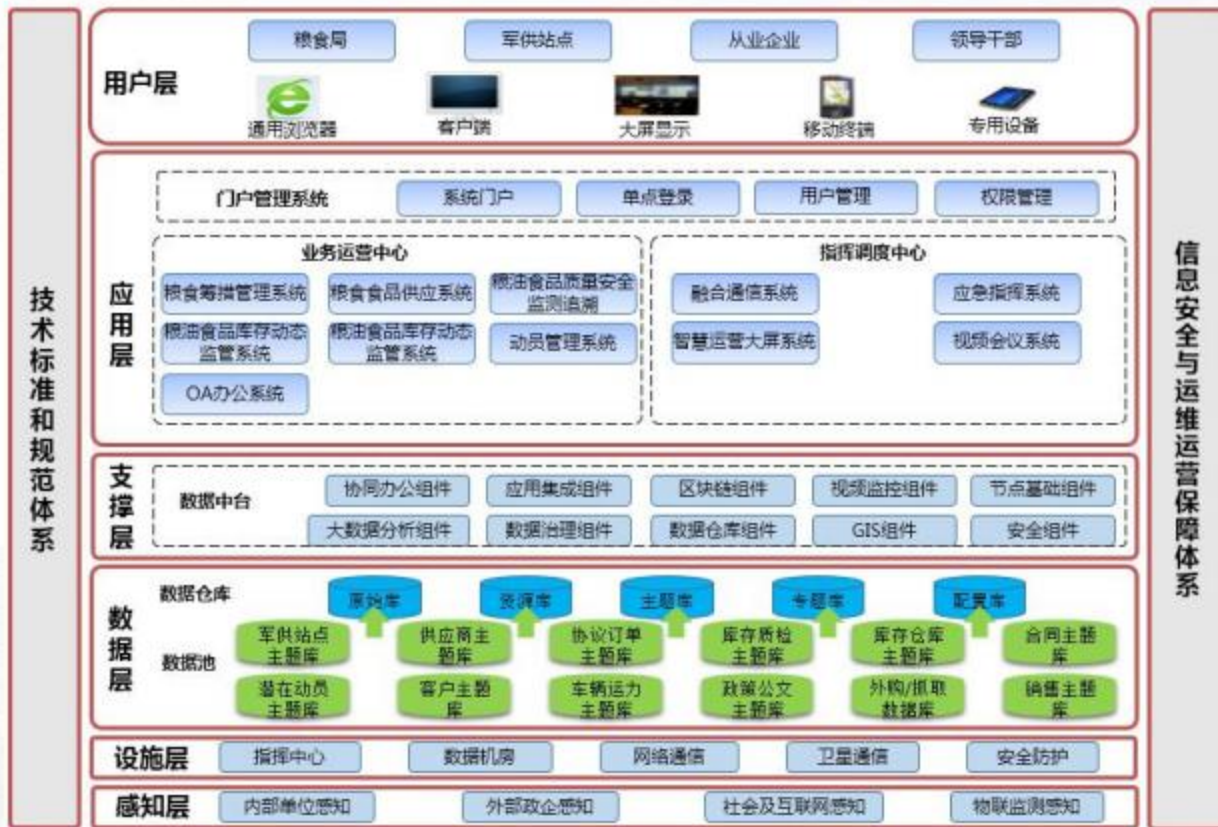 技术标准和规范体系
用户层
粮食局
军供站点
从业企业
领导干部
通用浏览器
客户端
大屏显示
移动终端
专用设备
应用层
门户管理系统
系统门户
单点登录
用户管理
权限管理
业务运营中心
粮食筹措管理系统
粮食食品供应系统
粮油食品质量安全
监测追溯
粮油食品库存动态
监管系统
粮油食品库存动态
监管系统
动员管理系统
OA办公系统
指挥调度中心
融合通信系统
应急指挥系统
智慧运营大屏系统
视频会议系统
支撑层
数据中台
协同办公组件
应用集成组件
区块链组件
视频监控组件
节点基础组件
大数据分析组件
数据治理组件
数据仓库组件
GIS组件
安全组件
数据层
数据仓库
原始库
资源库
主题库
专题库
配置库
数据池
军供站点
主题库
供应商主
题库
协议订单
主题库
库存质检
主题库
库存仓库
主题库
合同主题
库
潜在动员
主题库
客户主题
库
车辆运力
主题库
政策公文
主题库
外购/抓取
数据库
销售主题
库
设施层
指挥中心
数据机房
网络通信
卫星通信
安全防护
感知层
内部单位感知
外部政企感知
社会及互联网感知
物联监测感知
信息安全与运维运营保障体系